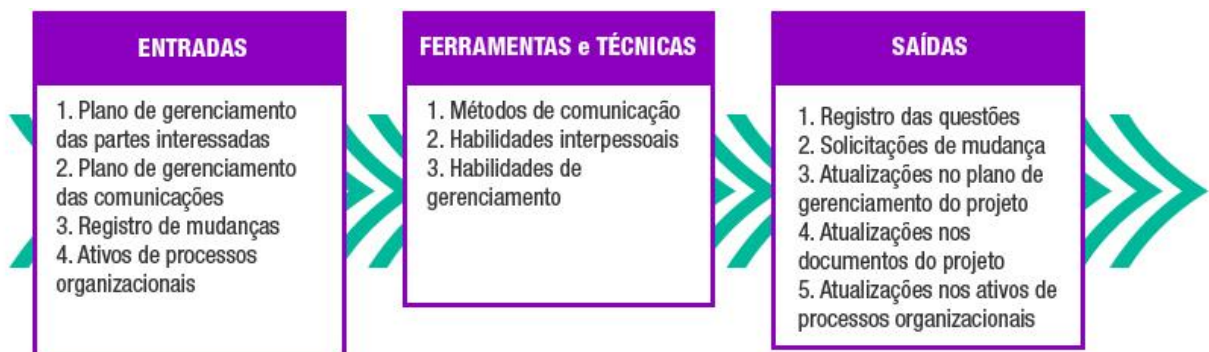 ENTRADAS
1. Plano de gerenciamento
das partes interessadas
2. Plano de gerenciamento
das comunicações
3. Registro de mudanças
4. Ativos de processos
organizacionais
FERRAMENTAS e TÉCNICAS
1. Métodos de comunicação
2. Habilidades interpessoais
3. Habilidades de
gerenciamento
SAÍDAS
1. Registro das questões
2. Solicitações de mudança
3. Atualizações no plano de
gerenciamento do projeto
4. Atualizações nos
documentos do projeto
5. Atualizações nos ativos de
processos organizacionais